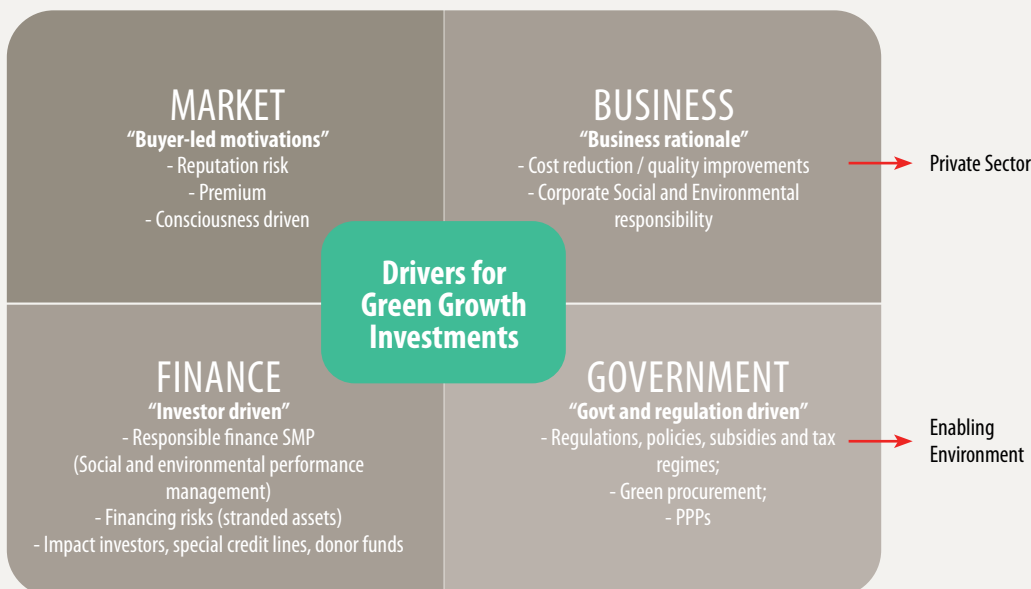 MARKET
“Buyer-led motivations”
- Reputation risk
- Premium
- Consciousness driven
BUSINESS
“Business rationale”
- Cost reduction / quality improvements
- Corporate Social and Environmental
responsibility
Private Sector
Drivers for
Green Growth
Investments
FINANCE
“Investor driven”
- Responsible finance SMP
(Social and environmental performance
management)
- Financing risks (stranded assets)
- Impact investors, special credit lines, donor funds
GOVERNMENT
“Govt and regulation driven”
- Regulations, policies, subsidies and tax
regimes;
- Green procurement;
- PPPs
Enabling
Environment